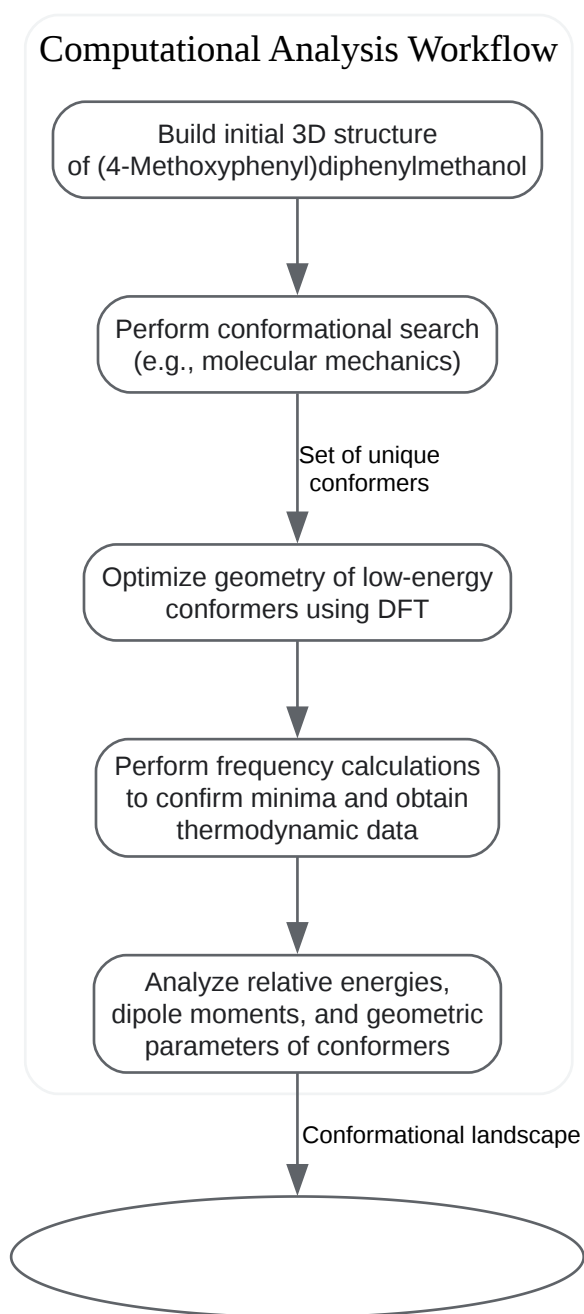 Computational Analysis Workflow
Build initial 3D structure
of (4-Methoxyphenyl)diphenylmethanol
Perform conformational search
(e.g., molecular mechanics)
Set of unique
conformers
Optimize geometry of low-energy
conformers using DFT
Perform frequency calculations
to confirm minima and obtain
thermodynamic data
Analyze relative energies,
dipole moments, and geometric
parameters of conformers
Conformational landscape